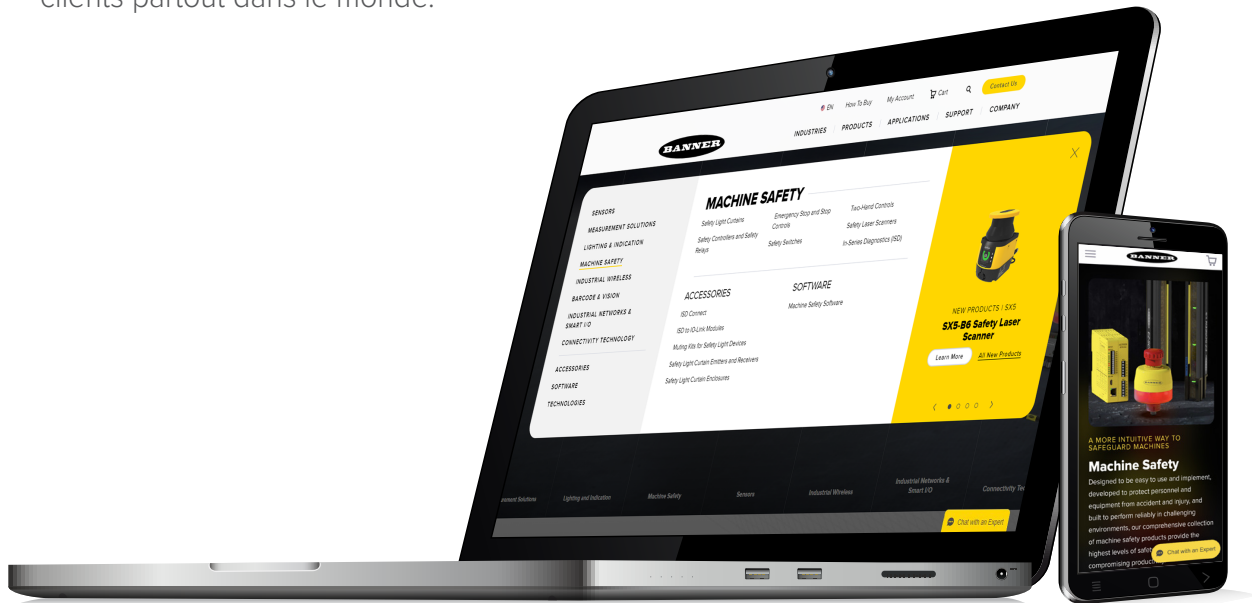 clients partout dans le monde.
EN How To Buy My Account Cart Contact Us
BANNER
INDUSTRIES PRODUCTS APPLICATIONS SUPPORT COMPANY
SENSORS
MEASUREMENT SOLUTIONS
LIGHTING & INDICATION
MACHINE SAFETY
INDUSTRIAL WIRELESS
BARCODE & VISION
INDUSTRIAL NETWORKS &
SMART I/O
CONNECTIVITY TECHNOLOGY
ACCESSORIES
SOFTWARE
TECHNOLOGIES
MACHINE SAFETY
Safety Light Curtains
Safety Controllers and Safety
Relays
Emergency Stop and Stop
Controls
Safety Switches
Two-Hand Controls
Safety Laser Scanners
In-Series Diagnostics (ISD)
ACCESSORIES
ISD Connect
ISD to IO-Link Modules
Muting Kits for Safety Light Devices
Safety Light Curtain Emitters and Receivers
Safety Light Curtain Enclosures
SOFTWARE
Machine Safety Software
X
NEW PRODUCTS | SX5
SX5-B6 Safety Laser
Scanner
Learn More All New Products
Solutions
Lighting and Indication
Machine Safety
Sensors
Industrial Wireless
Industrial Networks &
Smart I/O
Connectivity
Chat with an Expert
BANNER
A MORE INTUITIVE WAY TO
SAFEGUARD MACHINES
Machine Safety
Designed to be easy to use and implement,
developed to protect personnel and
equipment from accident and injury, and
built to perform reliably in challenging
environments, our comprehensive collection
of machine safety products provide the
highest levels of
compromising
Chat with an Expert